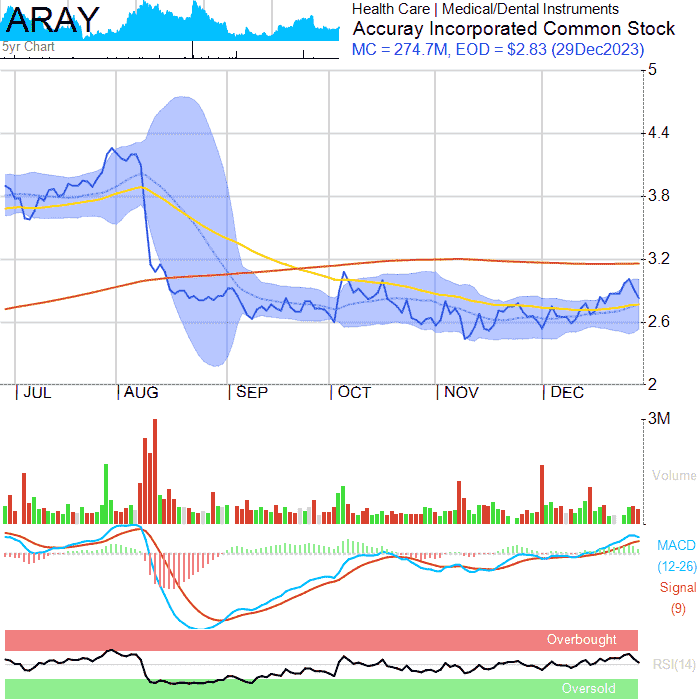 ARAY
5yr Chart
Health Care | Medical/Dental Instruments
Accuray Incorporated Common Stock
MC = 274.7M, EOD = $2.83 (29Dec2023)
5
4.4
3.8
3.2
2.6
2
|JUL |AUG |SEP |OCT |NOV |DEC
3M
Volume
MACD
(12-26)
Signal
(9)
Overbought
RSI(14)
Oversold